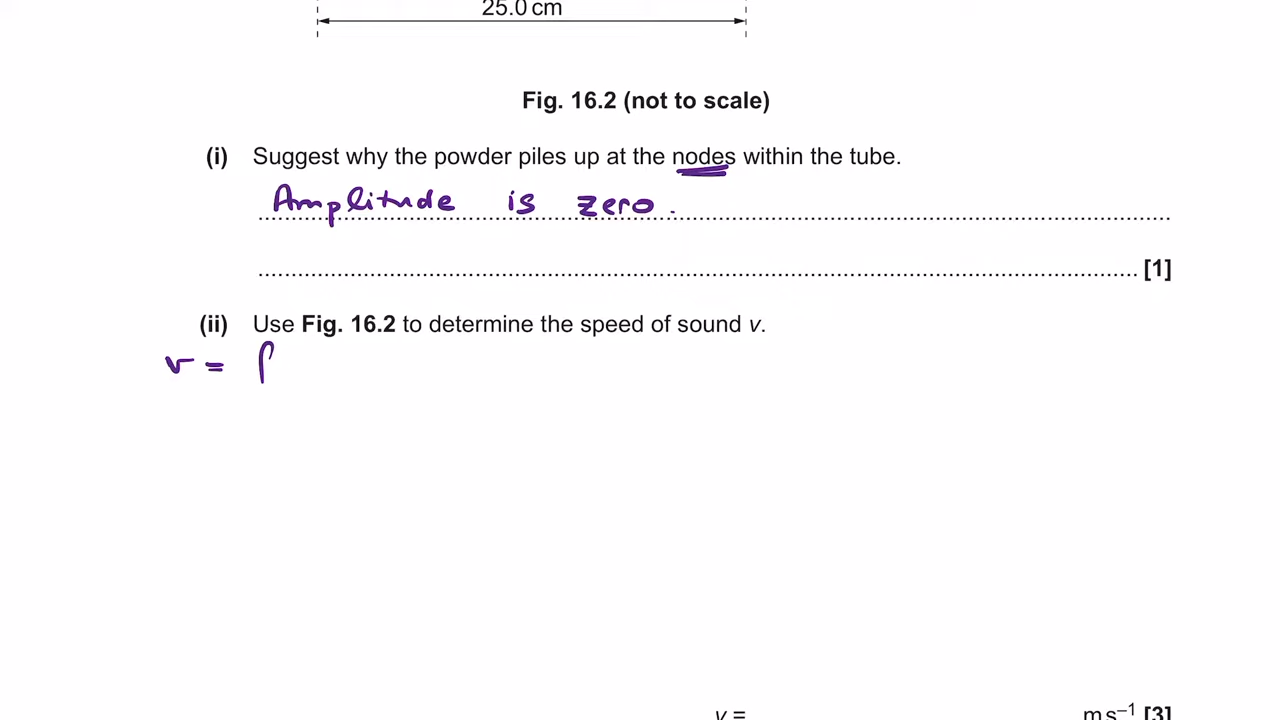 25.0 cm
Fig. 16.2 (not to scale)
(i) Suggest why the powder piles up at the nodes within the tube.
Amplitude is zero.
[1]
(ii) Use Fig. 16.2 to determine the speed of sound v.
v =
v = m s⁻¹ [3]